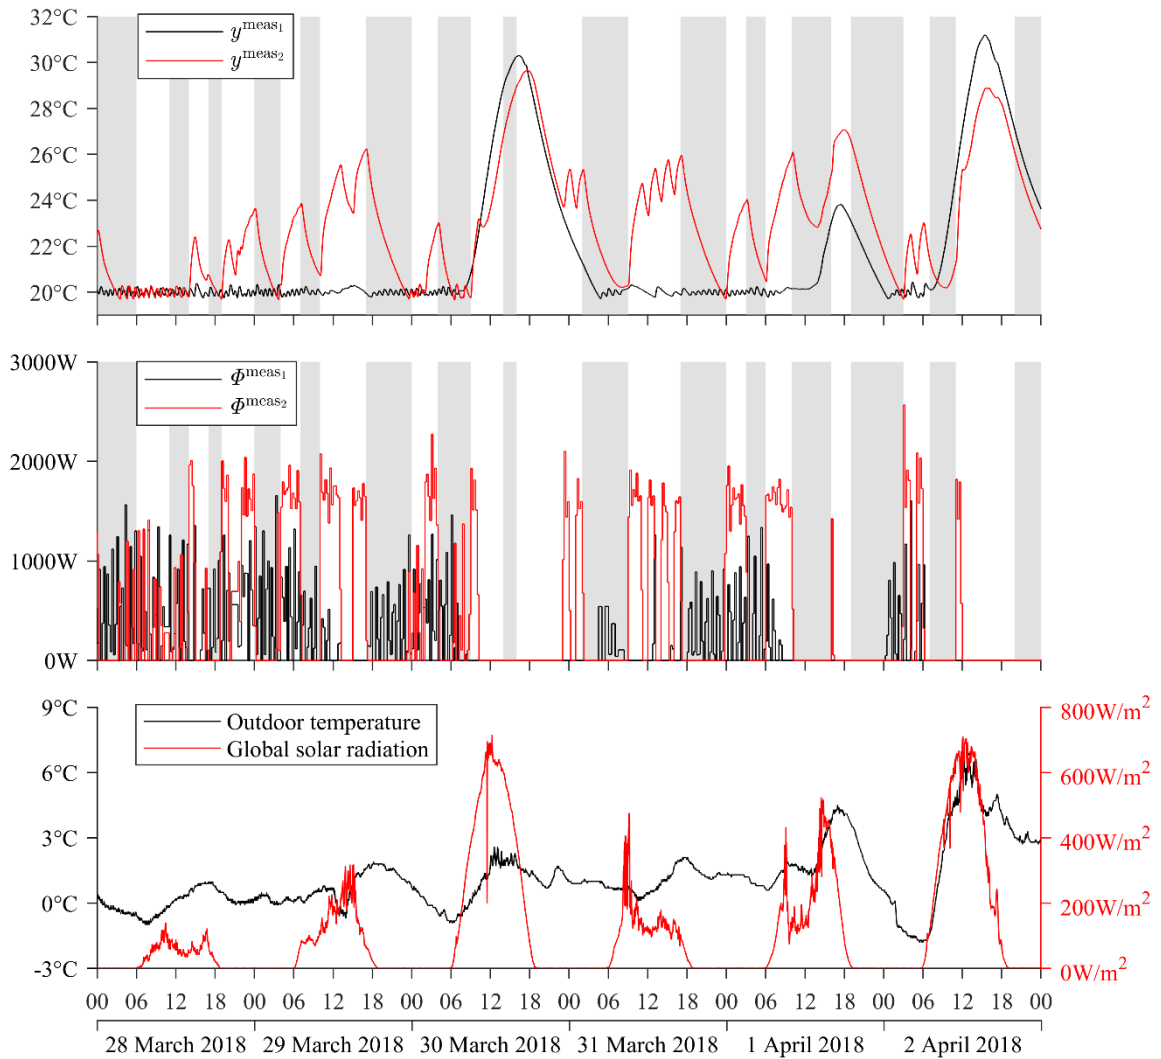 32°C
30°C
28°C
26°C
24°C
22°C
20°C
y^meas₁
y^meas₂
3000W
2000W
1000W
0W
Φ^meas₁
Φ^meas₂
9°C
6°C
3°C
0°C
-3°C
Outdoor temperature
Global solar radiation
800W/m²
600W/m²
400W/m²
200W/m²
0W/m²
00 06 12 18 00 06 12 18 00 06 12 18 00 06 12 18 00 06 12 18 00 06 12 18 00
28 March 2018 29 March 2018 30 March 2018 31 March 2018 1 April 2018 2 April 2018